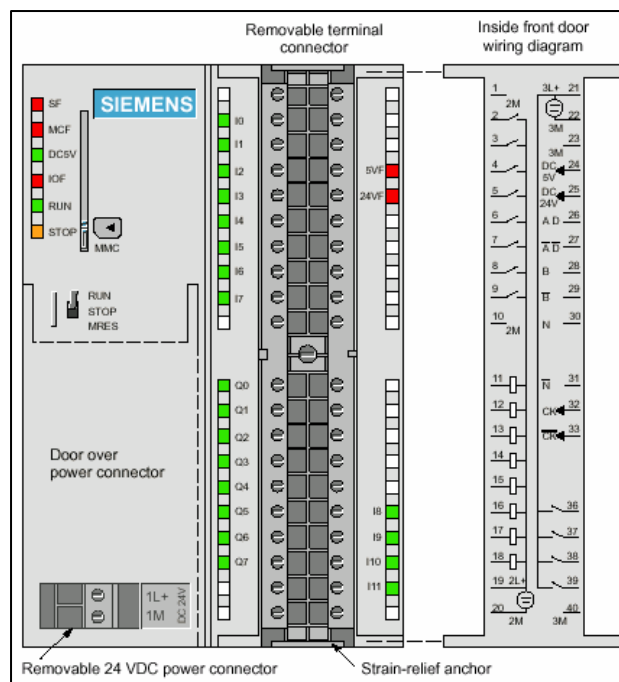 Removable terminal
connector
Inside front door
wiring diagram
SIEMENS
SF
MCF
DC5V
IOF
RUN
STOP
MMC
RUN
STOP
MRES
Door over
power connector
1L+
1M
DC 24V
Removable 24 VDC power connector
I0
I1
I2
I3
I4
I5
I6
I7
Q0
Q1
Q2
Q3
Q4
Q5
Q6
Q7
5VF
24VF
I8
I9
I10
I11
Strain-relief anchor
1 3L+ 21
2M
2 22
3M
3 23
3M
4 DC 24
5V
5 DC 25
24V
6 A D 26
7 A̅ D̅ 27
8 B 28
9 B̅ 29
10 N 30
2M
11 N̅ 31
12 CK 32
13 C̅K̅ 33
14
15
16 36
17 37
18 38
19 2L+ 39
20 40
2M 3M